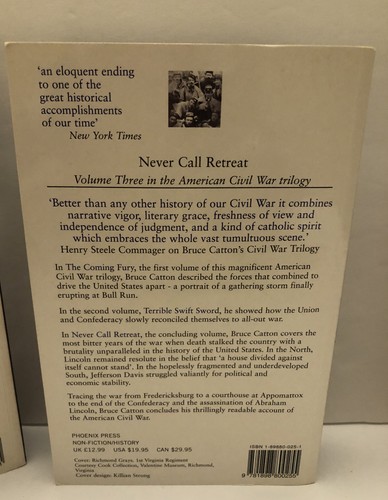 'an eloquent ending
to one of the
great historical
accomplishments
of our time'
New York Times
Never Call Retreat
Volume Three in the American Civil War trilogy
'Better than any other history of our Civil War it combines
narrative vigor, literary grace, freshness of view and
independence of judgment, and a kind of catholic spirit
which embraces the whole vast tumultuous scene.'
Henry Steele Commager on Bruce Catton's Civil War Trilogy
In The Coming Fury, the first volume of this magnificent American
Civil War trilogy, Bruce Catton described the forces that combined to
drive the United States apart - a portrait of a gathering storm finally
erupting at Bull Run.
In the second volume, Terrible Swift Sword, he showed how the Union
and Confederacy slowly reconciled themselves to all-out war.
In Never Call Retreat, the concluding volume, Bruce Catton covers the
most bitter years of the war when death stalked the country with a
brutality unparalleled in the history of the United States. In the North,
Lincoln remained resolute in the belief that 'a house divided against
itself cannot stand'. In the hopelessly fragmented and underdeveloped
South, Jefferson Davis struggled valiantly for political and
economic stability.
Tracing the war from Fredericksburg to a courthouse at Appomattox
to the end of the Confederacy and the assassination of Abraham
Lincoln, Bruce Catton concludes his thrillingly readable account of
the American Civil War.
PHOENIX PRESS
NON-FICTION/HISTORY
UK £12.99 USA $19.95 CAN $29.95
Cover: Richmond Grays, 1st Virginia Regiment
Courtesy Cook Collection, Valentine Museum, Richmond,
Virginia
Cover design: Killian Strong
ISBN 1-89880-025-1
9 781898 800255